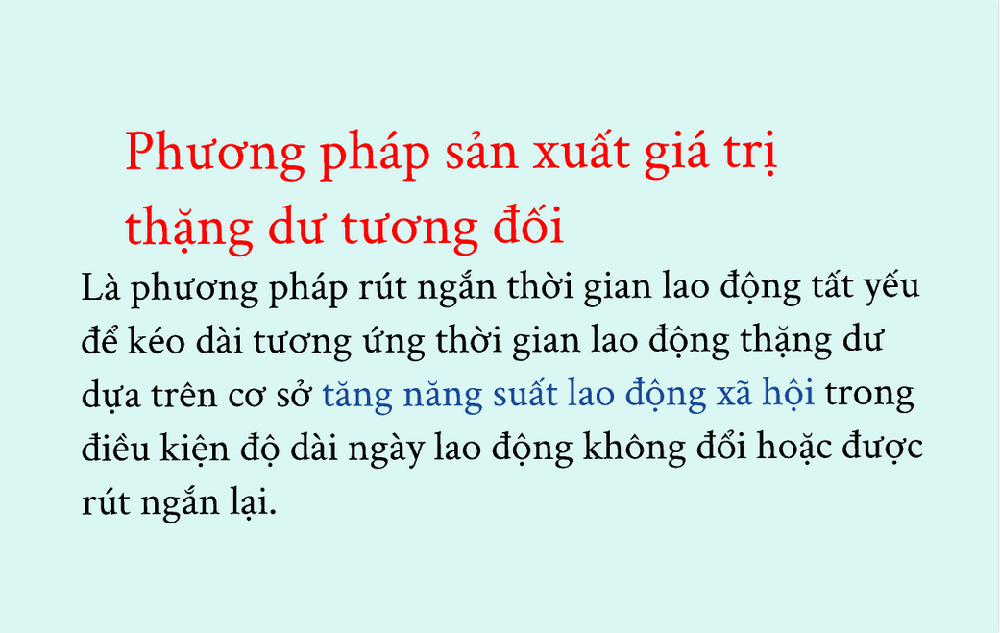 Phương pháp sản xuất giá trị
thặng dư tương đối
Là phương pháp rút ngắn thời gian lao động tất yếu
để kéo dài tương ứng thời gian lao động thặng dư
dựa trên cơ sở tăng năng suất lao động xã hội trong
điều kiện độ dài ngày lao động không đổi hoặc được
rút ngắn lại.